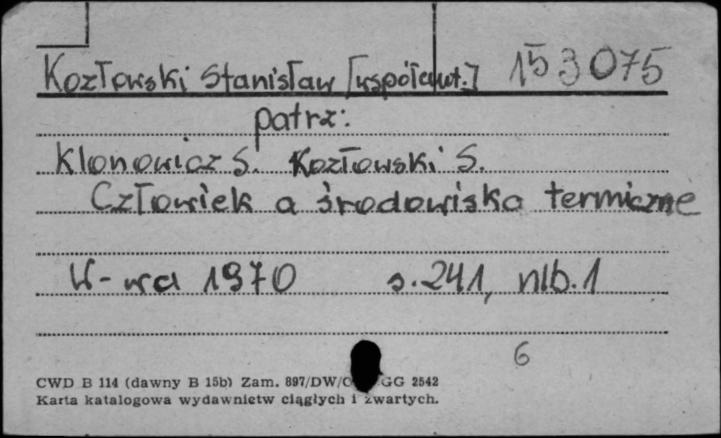 Kozłowski Stanisław [współaut.] 153075
patrz:
Klonowicz S. Kozłowski S.
Człowiek a środowisko termiczne
W-wa 1970 s.241, nlb.1
6
CWD B 114 (dawny B 15b) Zam. 897/DW/ GG 2542
Karta katalogowa wydawnictw ciągłych i zwartych.